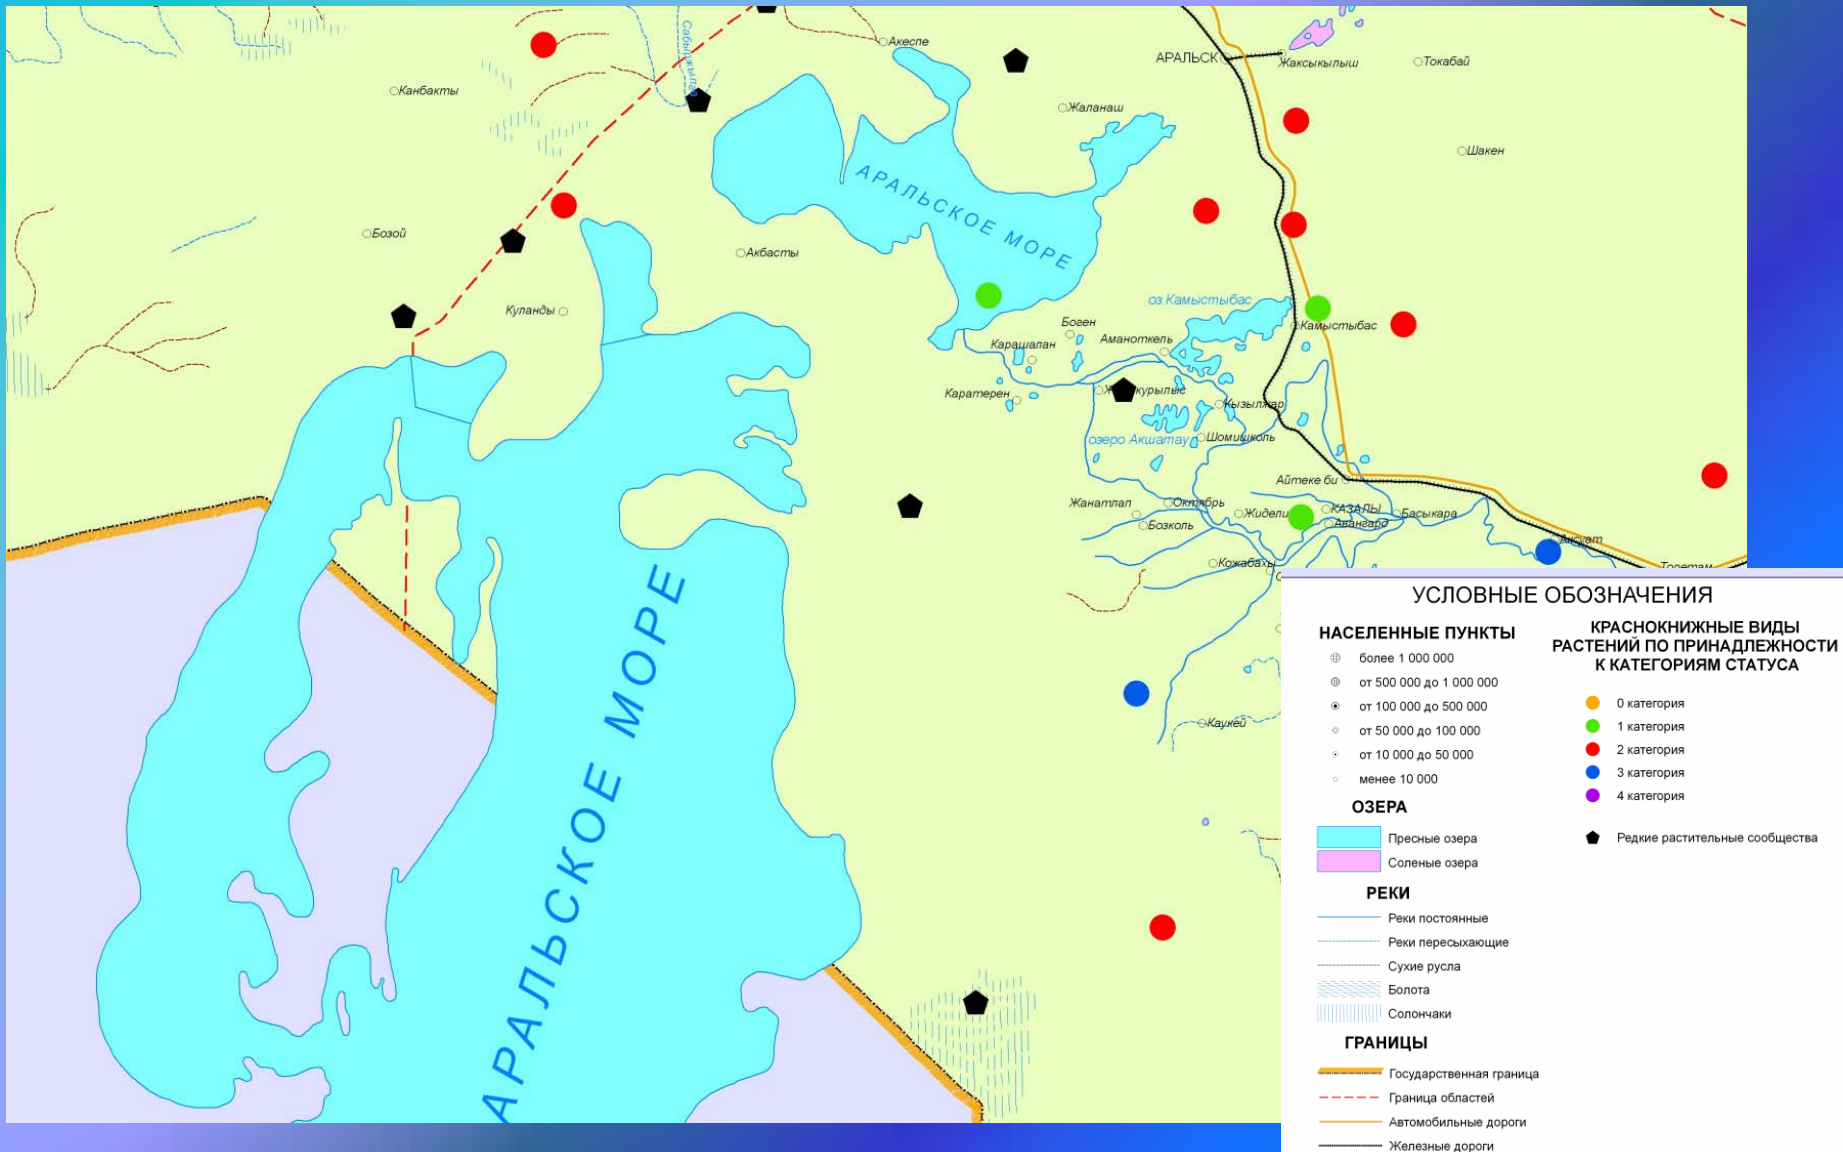 Сабыржылга
Акеспе
АРАЛЬСК
Жаксыкылыш
Токабай
Канбакты
Жаланаш
Шакен
АРАЛЬСКОЕ МОРЕ
Бозой
Акбасты
Куланды
оз.Камыстыбас
Камыстыбас
Боген
Карашалан
Аманоткель
Каратерен
Кызылжар
озеро Акшатау
Шомишколь
Айтеке би
Жанатлап
Октябрь
Бозколь
Жидели
КАЗАЛЫ
Авангард
Басыкара
Аксуат
Кожабахы
Торетам
Каукей
АРАЛЬСКОЕ МОРЕ
УСЛОВНЫЕ ОБОЗНАЧЕНИЯ
НАСЕЛЕННЫЕ ПУНКТЫ
более 1 000 000
от 500 000 до 1 000 000
от 100 000 до 500 000
от 50 000 до 100 000
от 10 000 до 50 000
менее 10 000
ОЗЕРА
Пресные озера
Соленые озера
РЕКИ
Реки постоянные
Реки пересыхающие
Сухие русла
Болота
Солончаки
ГРАНИЦЫ
Государственная граница
Граница областей
Автомобильные дороги
Железные дороги
КРАСНОКНИЖНЫЕ ВИДЫ
РАСТЕНИЙ ПО ПРИНАДЛЕЖНОСТИ
К КАТЕГОРИЯМ СТАТУСА
0 категория
1 категория
2 категория
3 категория
4 категория
Редкие растительные сообщества